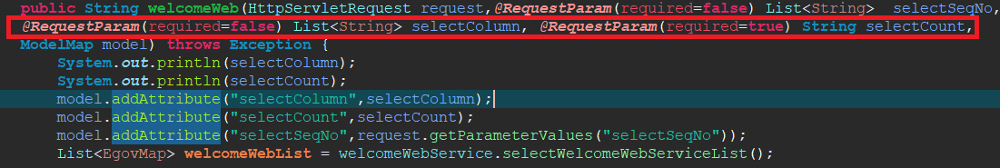 public String welcomeWeb(HttpServletRequest request,@RequestParam(required=false) List<String>  selectSeqNo,
@RequestParam(required=false) List<String> selectColumn, @RequestParam(required=true) String selectCount,
ModelMap model) throws Exception {
System.out.println(selectColumn);
System.out.println(selectCount);
model.addAttribute("selectColumn",selectColumn);
model.addAttribute("selectCount",selectCount);
model.addAttribute("selectSeqNo",request.getParameterValues("selectSeqNo"));
List<EgovMap> welcomeWebList = welcomeWebService.selectWelcomeWebServiceList();